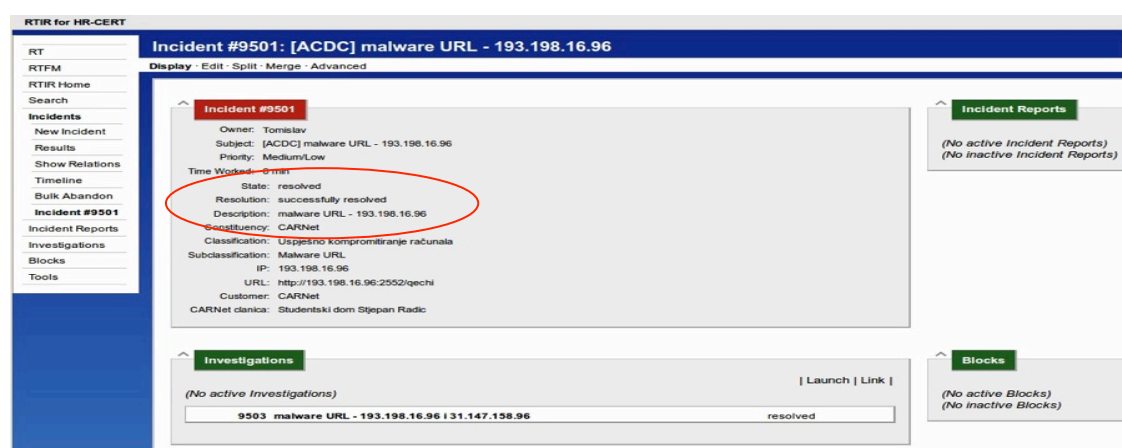 RTIR for HR-CERT
RT
RTFM
RTIR Home
Search
Incidents
New Incident
Results
Show Relations
Timeline
Bulk Abandon
Incident #9501
Incident Reports
Investigations
Blocks
Tools
Incident #9501: [ACDC] malware URL - 193.198.16.96
Display · Edit · Split · Merge · Advanced
Incident #9501
Owner: Tomislav
Subject: [ACDC] malware URL - 193.198.16.96
Priority: Medium/Low
Time Worked: 0 min
State: resolved
Resolution: successfully resolved
Description: malware URL - 193.198.16.96
Constituency: CARNet
Classification: Uspješno kompromitiranje računala
Subclassification: Malware URL
IP: 193.198.16.96
URL: http://193.198.16.96:2552/qechi
Customer: CARNet
CARNet clanica: Studentski dom Stjepan Radic
Incident Reports
(No active Incident Reports)
(No inactive Incident Reports)
Investigations
| Launch | Link |
(No active Investigations)
9503 malware URL - 193.198.16.96 i 31.147.158.96 resolved
Blocks
(No active Blocks)
(No inactive Blocks)